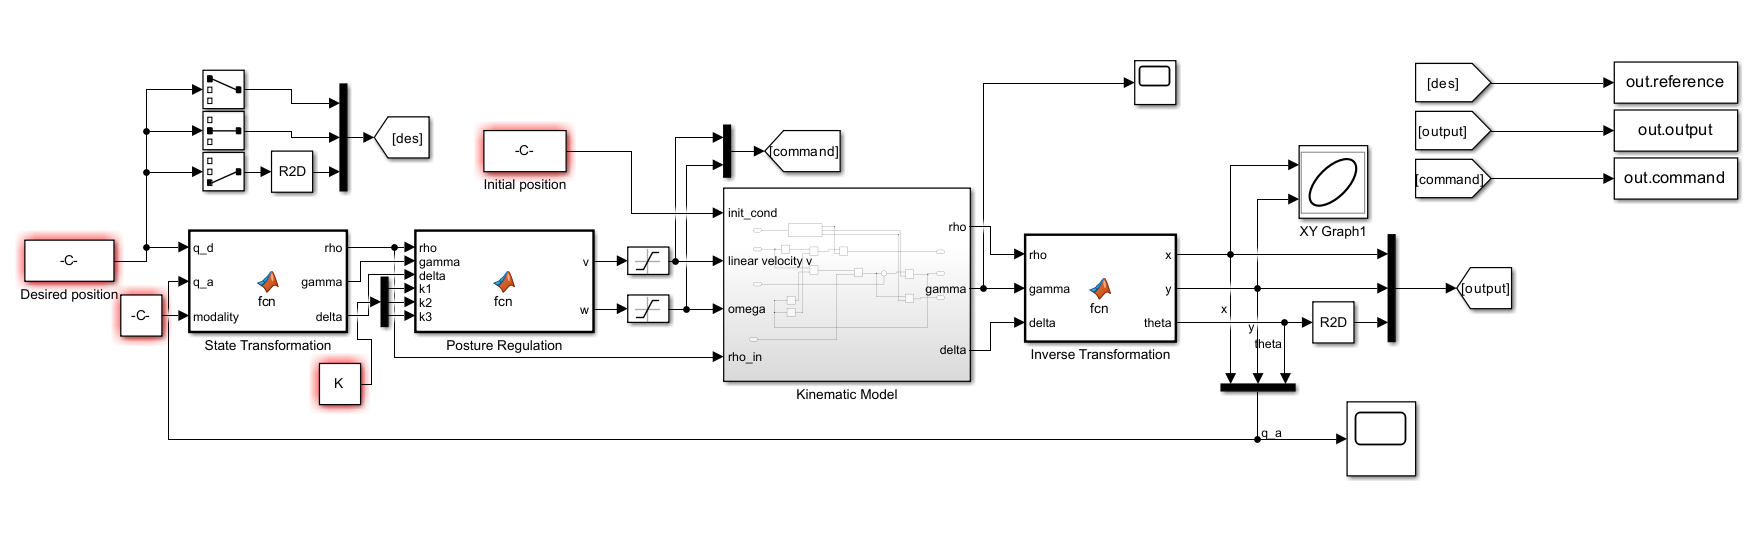 R2D
[des]
-C-
Desired position
-C-
q_d
q_a
modality
fcn
rho
gamma
delta
State Transformation
K
rho
gamma
delta
k1
k2
k3
fcn
v
w
Posture Regulation
-C-
Initial position
[command]
init_cond
linear velocity v
omega
rho_in
rho
gamma
delta
Kinematic Model
rho
gamma
delta
fcn
x
y
theta
Inverse Transformation
XY Graph1
x
y
theta
R2D
[output]
q_a
[des]
out.reference
[output]
out.output
[command]
out.command